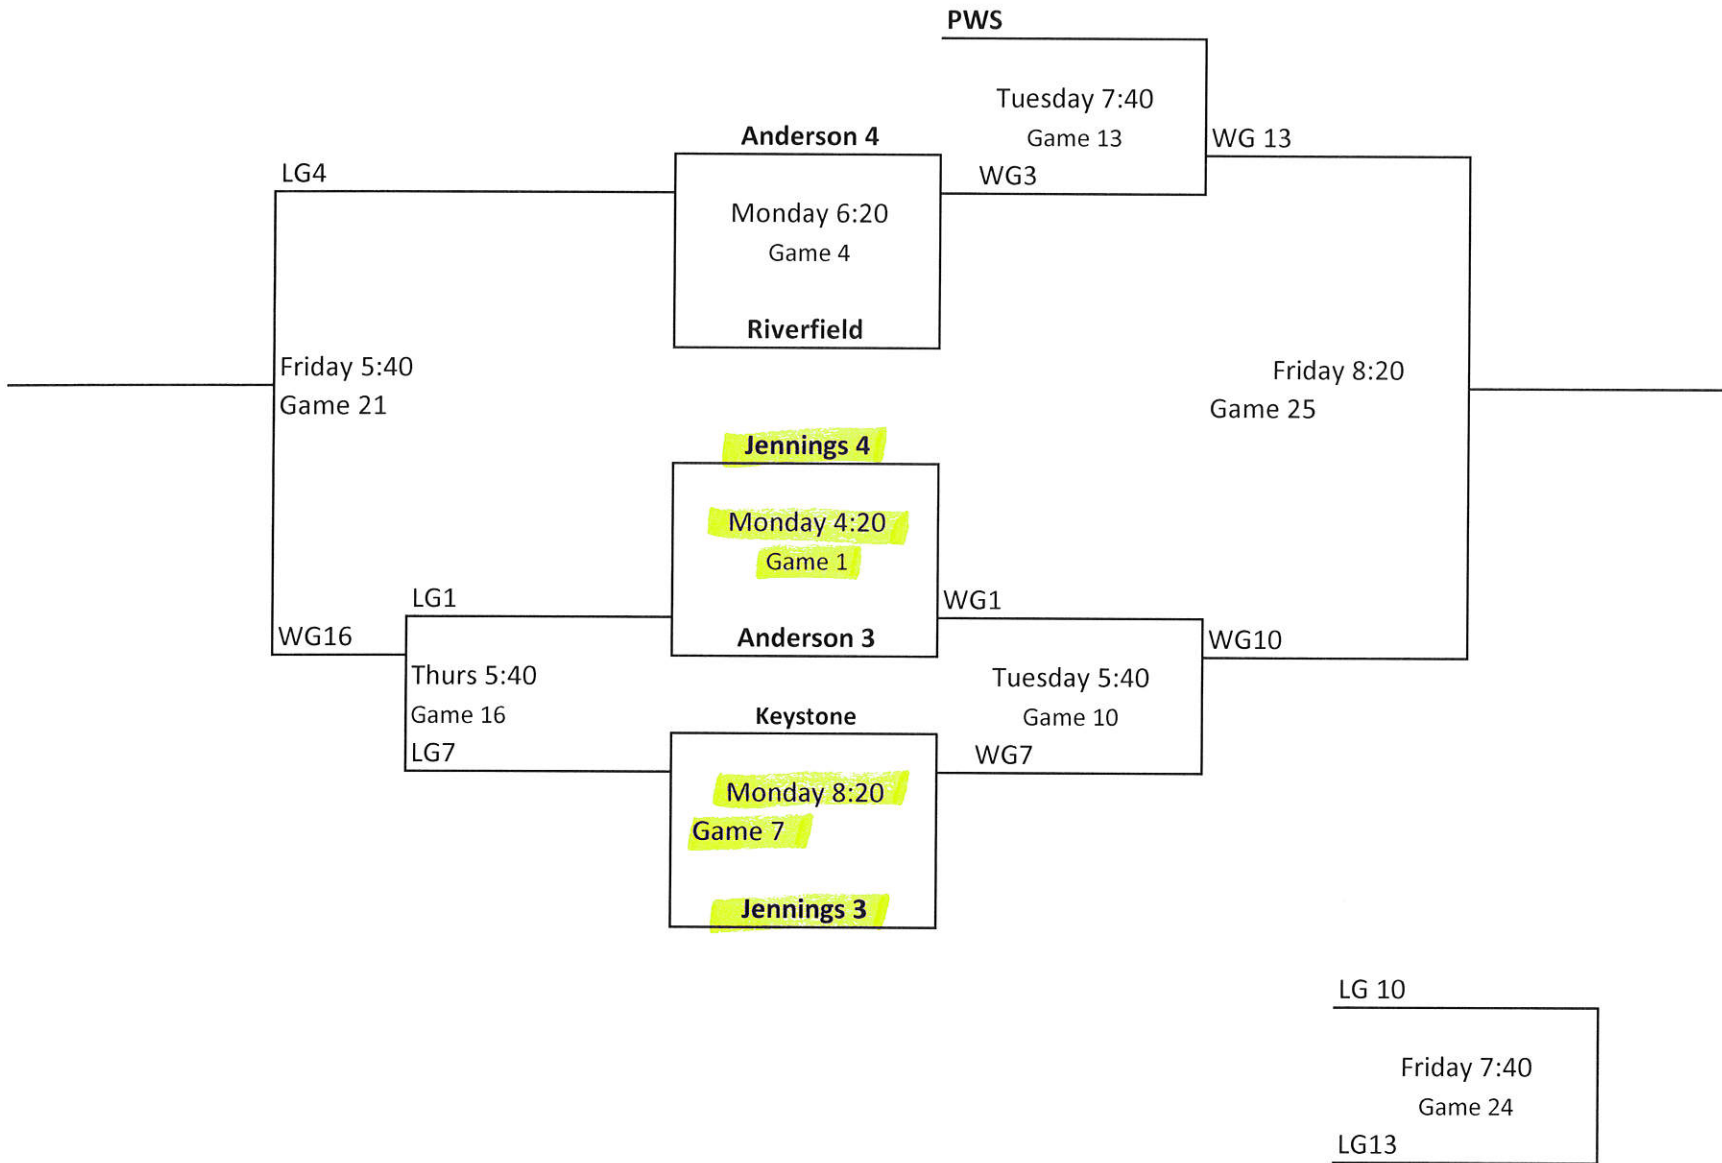 PWS
Tuesday 7:40
Game 13
WG 13
Anderson 4
LG4
WG3
Monday 6:20
Game 4
Riverfield
Friday 5:40
Game 21
Friday 8:20
Game 25
Jennings 4
Monday 4:20
Game 1
LG1
WG1
WG16
Anderson 3
WG10
Thurs 5:40
Game 16
Tuesday 5:40
Game 10
Keystone
LG7
WG7
Monday 8:20
Game 7
Jennings 3
LG 10
Friday 7:40
Game 24
LG13